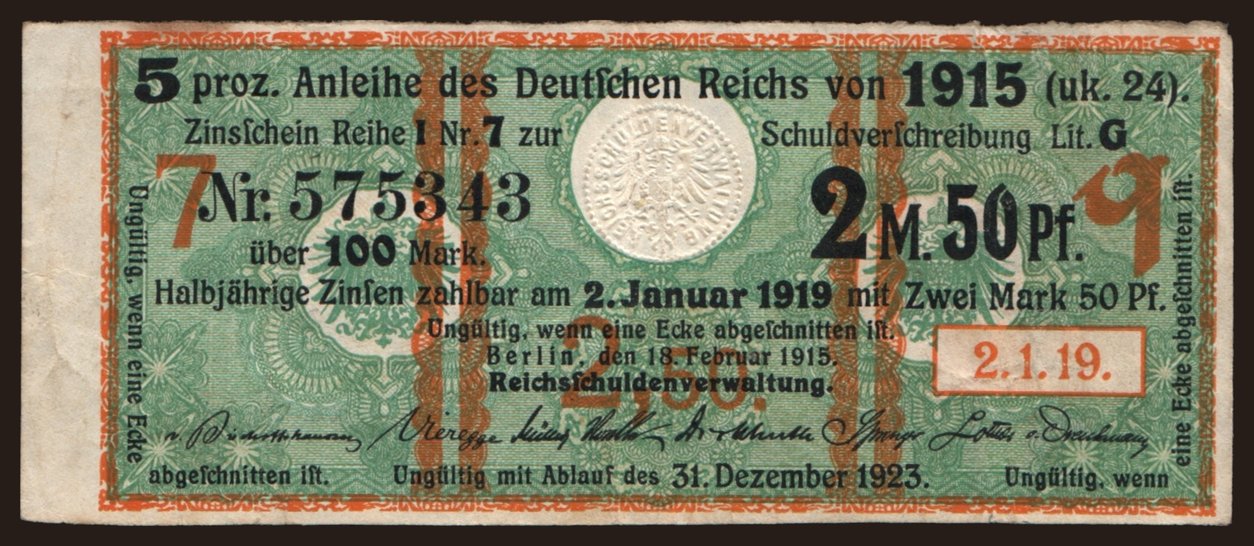 5 proz. Anleihe des Deutſchen Reichs von 1915 (uk. 24).
Zinsſchein Reihe I Nr. 7 zur Schuldverſchreibung Lit. G
7
Nr. 575343
2 M. 50 Pf.
q
über 100 Mark.
Halbjährige Zinſen zahlbar am 2. Januar 1919 mit Zwei Mark 50 Pf.
Ungültig, wenn eine Ecke abgeſchnitten iſt.
Berlin, den 18. Februar 1915.
Reichsſchuldenverwaltung.
2,50.
2.1.19.
Vieregge
Springer
abgeſchnitten iſt. Ungültig mit Ablauf des 31. Dezember 1923. Ungültig, wenn
Ungültig, wenn eine Ecke
eine Ecke abgeſchnitten iſt.
REICHSSCHULDENVERWALTUNG